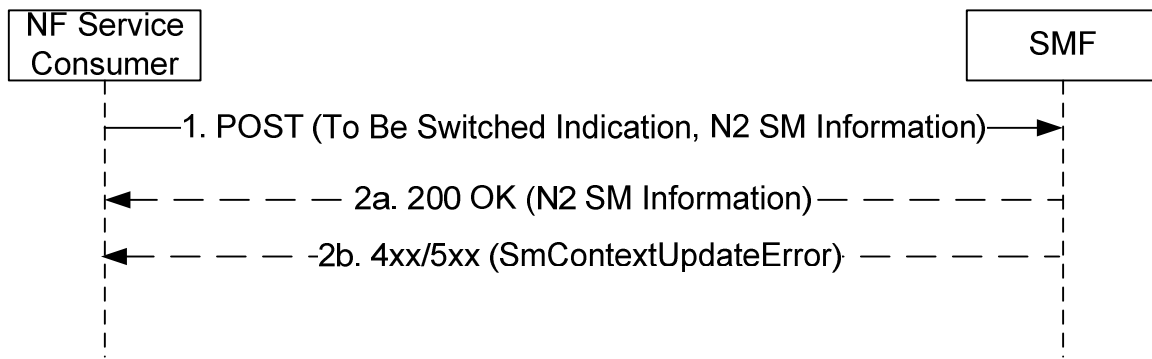 NF Service
Consumer
SMF
1. POST (To Be Switched Indication, N2 SM Information)
2a. 200 OK (N2 SM Information)
2b. 4xx/5xx (SmContextUpdateError)